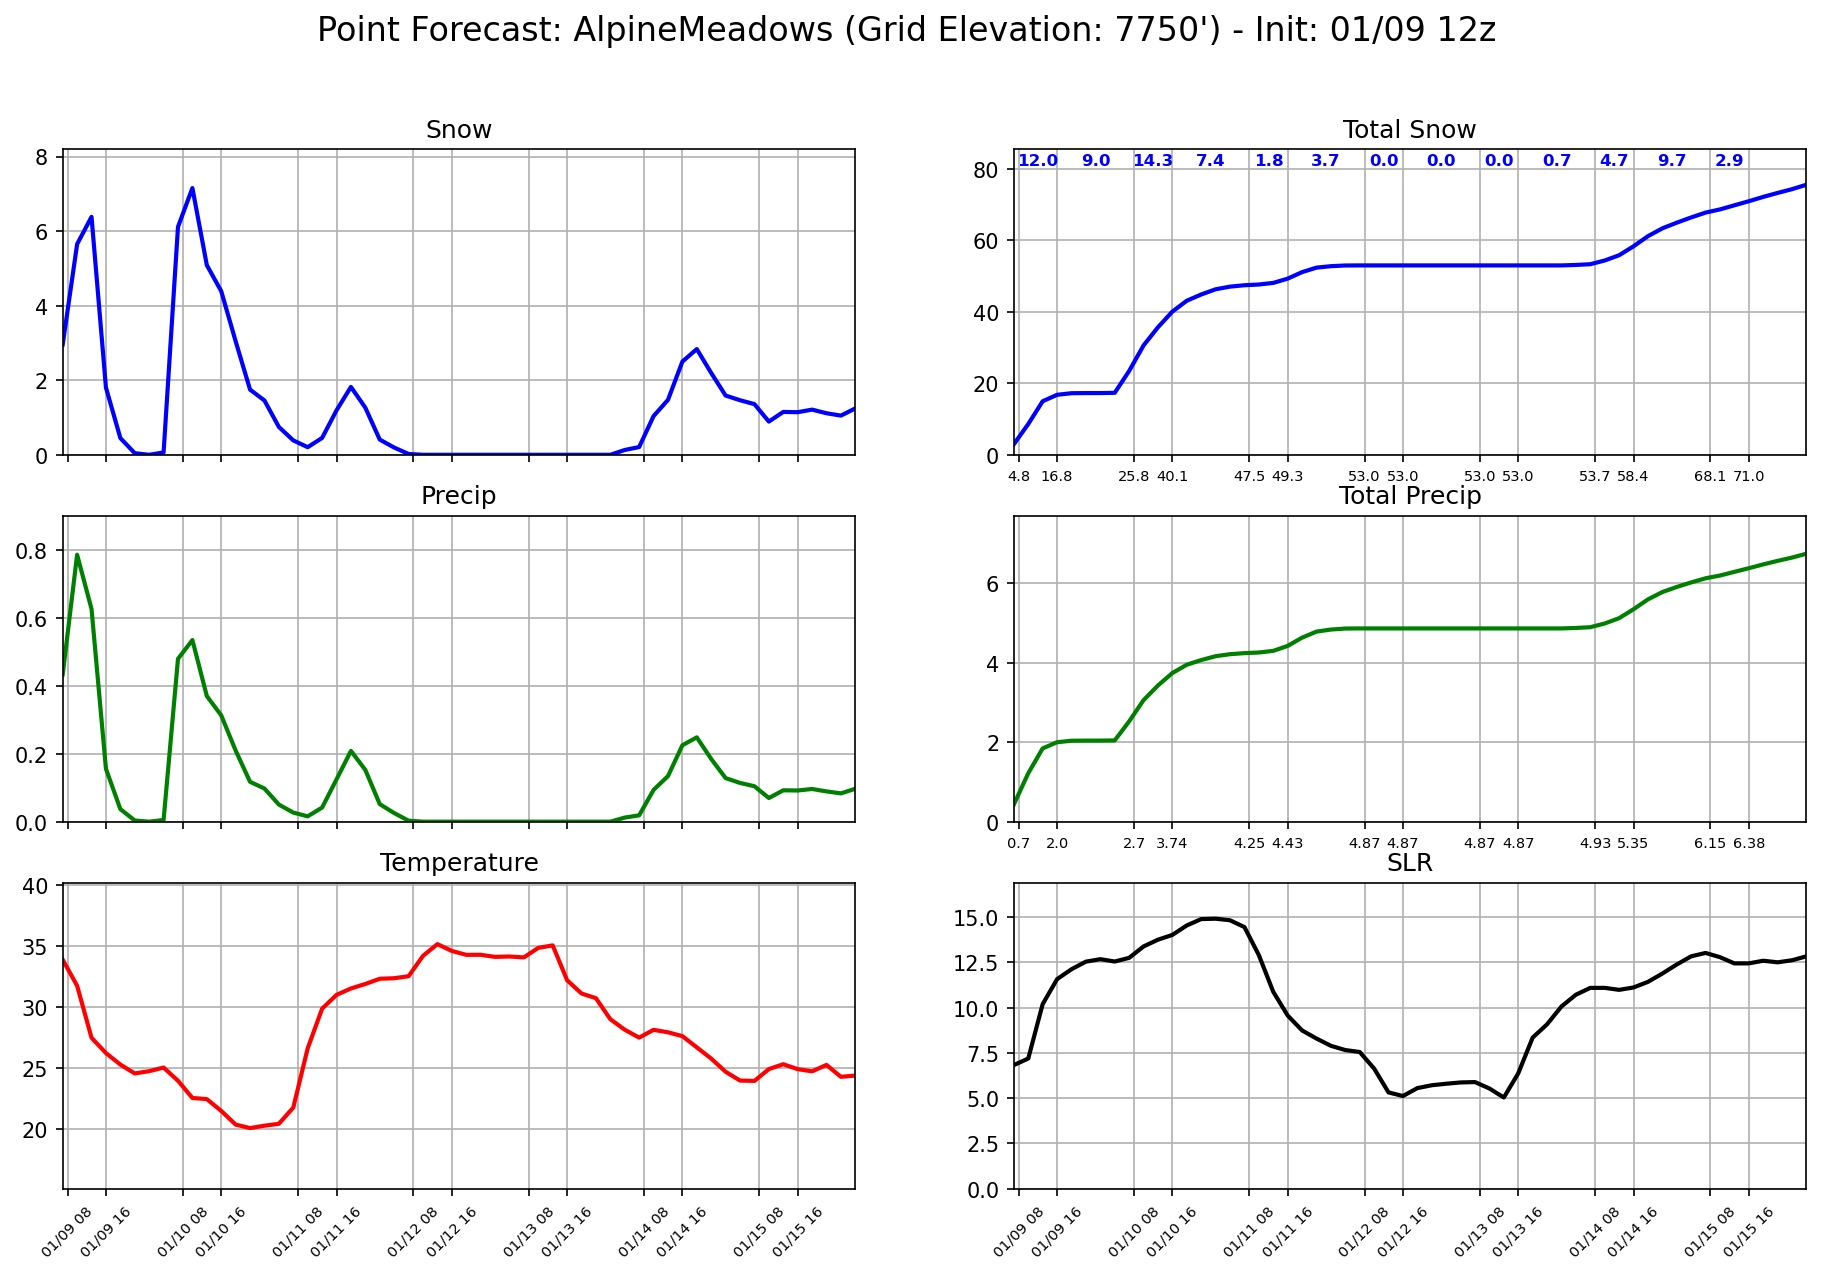 Point Forecast: AlpineMeadows (Grid Elevation: 7750') - Init: 01/09 12z
Snow
8
6
4
2
0
Total Snow
12.0 9.0 14.3 7.4 1.8 3.7 0.0 0.0 0.0 0.7 4.7 9.7 2.9
80
60
40
20
0
4.8 16.8 25.8 40.1 47.5 49.3 53.0 53.0 53.0 53.0 53.7 58.4 68.1 71.0
Precip
0.8
0.6
0.4
0.2
0.0
Total Precip
6
4
2
0
0.7 2.0 2.7 3.74 4.25 4.43 4.87 4.87 4.87 4.87 4.93 5.35 6.15 6.38
Temperature
40
35
30
25
20
01/09 08 01/09 16 01/10 08 01/10 16 01/11 08 01/11 16 01/12 08 01/12 16 01/13 08 01/13 16 01/14 08 01/14 16 01/15 08 01/15 16
SLR
15.0
12.5
10.0
7.5
5.0
2.5
0.0
01/09 08 01/09 16 01/10 08 01/10 16 01/11 08 01/11 16 01/12 08 01/12 16 01/13 08 01/13 16 01/14 08 01/14 16 01/15 08 01/15 16